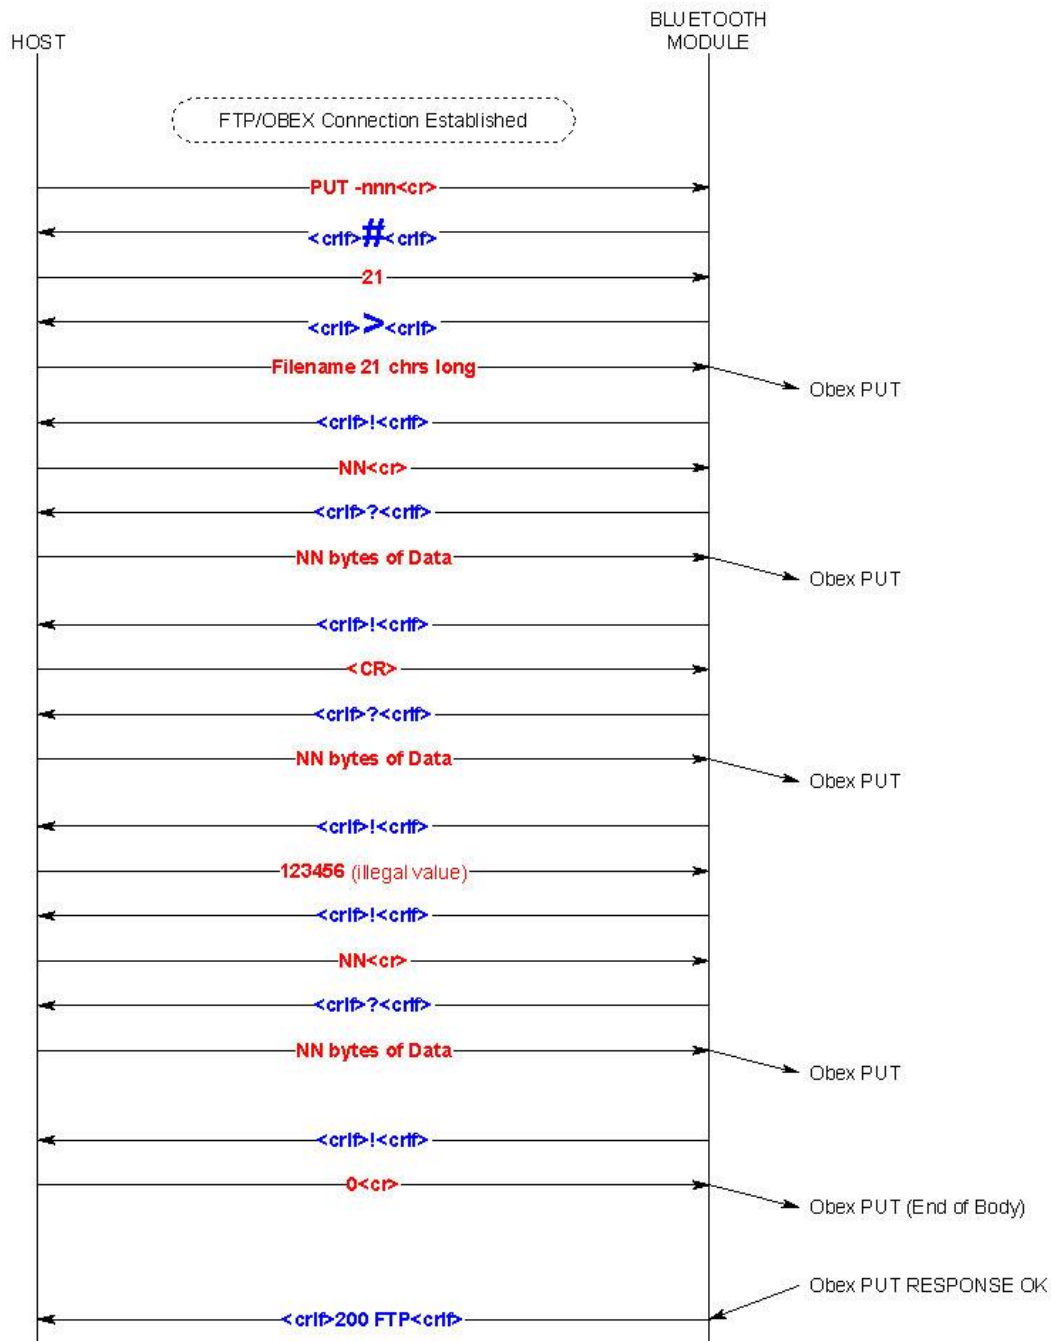 HOST
BLUETOOTH
MODULE
FTP/OBEX Connection Established
PUT -nnn<cr>
<crlf>#<crlf>
21
<crlf>><crlf>
Filename 21 chrs long
Obex PUT
<crlf>!<crlf>
NN<cr>
<crlf>?<crlf>
NN bytes of Data
Obex PUT
<crlf>!<crlf>
<CR>
<crlf>?<crlf>
NN bytes of Data
Obex PUT
<crlf>!<crlf>
123456 (illegal value)
<crlf>!<crlf>
NN<cr>
<crlf>?<crlf>
NN bytes of Data
Obex PUT
<crlf>!<crlf>
0<cr>
Obex PUT (End of Body)
Obex PUT RESPONSE OK
<crlf>200 FTP<crlf>